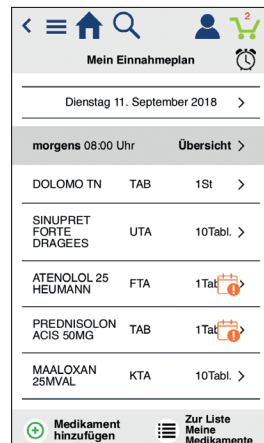 2
Mein Einnahmeplan
Dienstag 11. September 2018
morgens 08:00 Uhr Übersicht
DOLOMO TN TAB 1St
SINUPRET
FORTE UTA 10Tabl.
DRAGEES
ATENOLOL 25
HEUMANN FTA 1Tab
PREDNISOLON
ACIS 50MG TAB 1Tab
MAALOXAN
25MVAL KTA 10Tabl.
Medikament
hinzufügen
Zur Liste
Meine
Medikamente